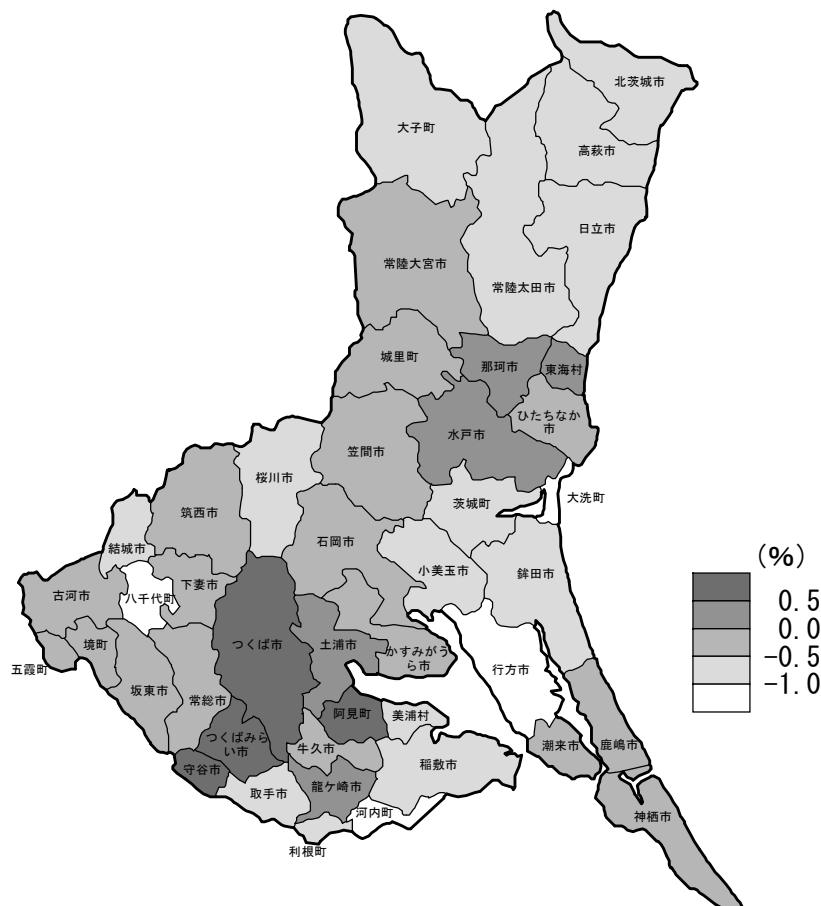 北茨城市
大子町
高萩市
日立市
常陸大宮市
常陸太田市
城里町
那珂市
東海村
ひたちなか
市
水戸市
笠間市
桜川市
茨城町
大洗町
筑西市
石岡市
結城市
小美玉市
鉾田市
(%)
0.5
0.0
-0.5
-1.0
古河市
八千代町
下妻市
つくば市
土浦市
かすみがう
ら市
境町
五霞町
坂東市
常総市
行方市
阿見町
美浦村
つくばみら
い市
牛久市
潮来市
鹿嶋市
守谷市
取手市
龍ケ崎市
稲敷市
河内町
利根町
神栖市